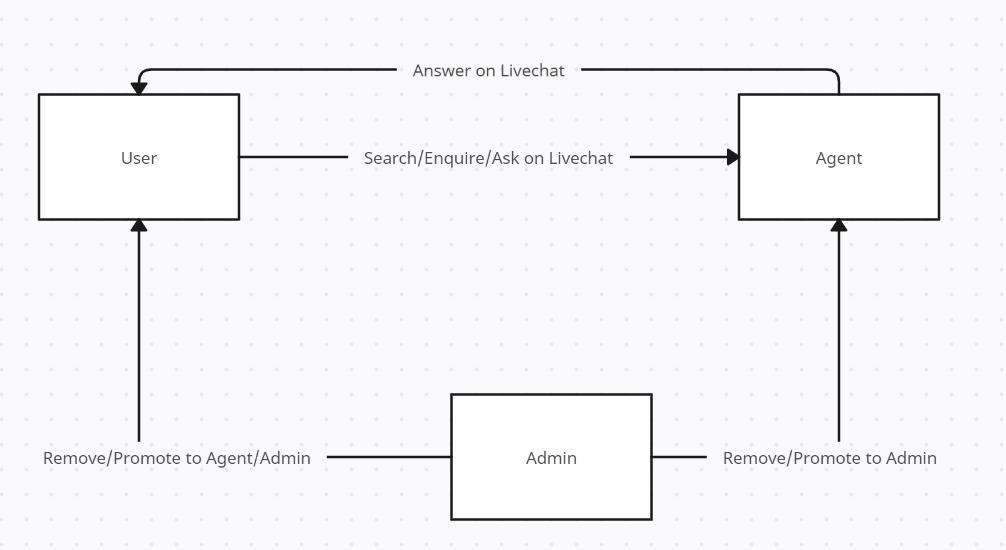 Answer on Livechat
User
Search/Enquire/Ask on Livechat
Agent
Remove/Promote to Agent/Admin
Admin
Remove/Promote to Admin